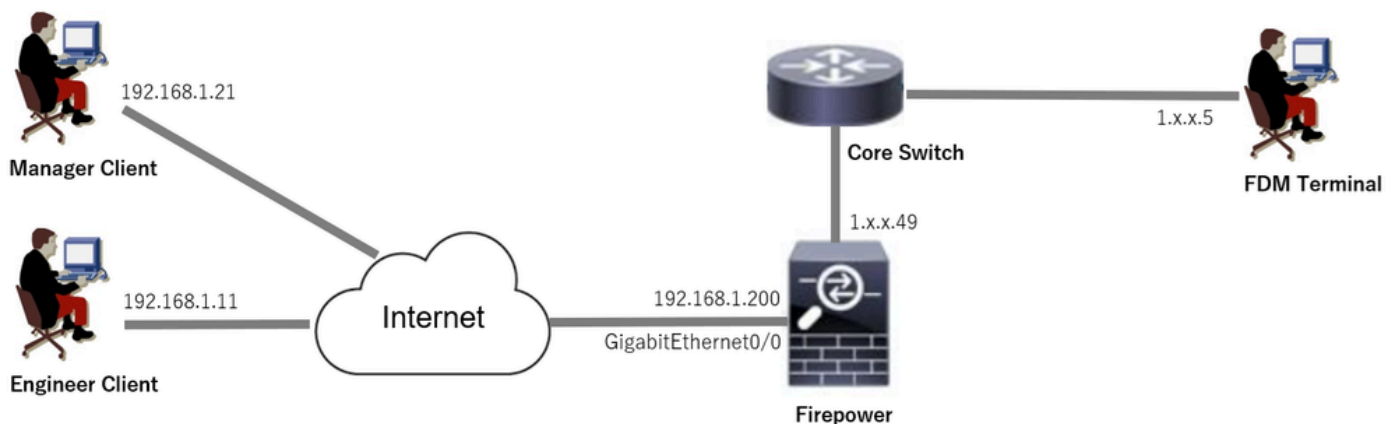 192.168.1.21
Manager Client
Core Switch
1.x.x.5
FDM Terminal
1.x.x.49
192.168.1.11
Engineer Client
Internet
192.168.1.200
GigabitEthernet0/0
Firepower